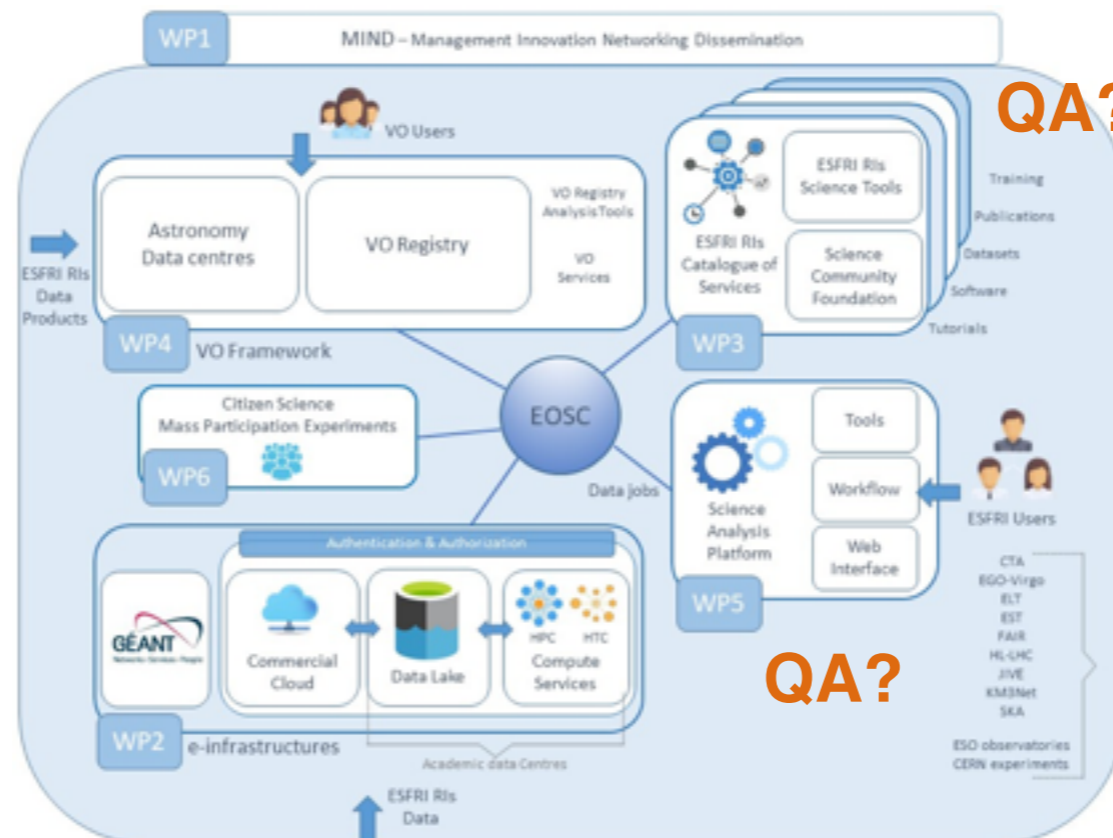 WP1
MIND – Management Innovation Networking Dissemination
QA?
VO Users
Astronomy
Data centres
VO Registry
VO Registry
AnalysisTools
VO
Services
ESFRI RIs
Data
Products
WP4
VO Framework
ESFRI RIs
Catalogue of
Services
ESFRI RIs
Science Tools
Science
Community
Foundation
Training
Publications
Datasets
Software
Tutorials
WP3
Citizen Science
Mass Participation Experiments
WP6
EOSC
Data jobs
Science
Analysis
Platform
Tools
Workflow
Web
Interface
WP5
ESFRI Users
CTA
EGO-Virgo
ELT
EST
FAIR
HL-LHC
JIVE
KM3Net
SKA
ESO observatories
CERN experiments
QA?
Authentication & Authorization
GÉANT
Networks · Services · People
Commercial
Cloud
Data Lake
HPC
HTC
Compute
Services
WP2
e-infrastructures
Academic data Centres
ESFRI RIs
Data